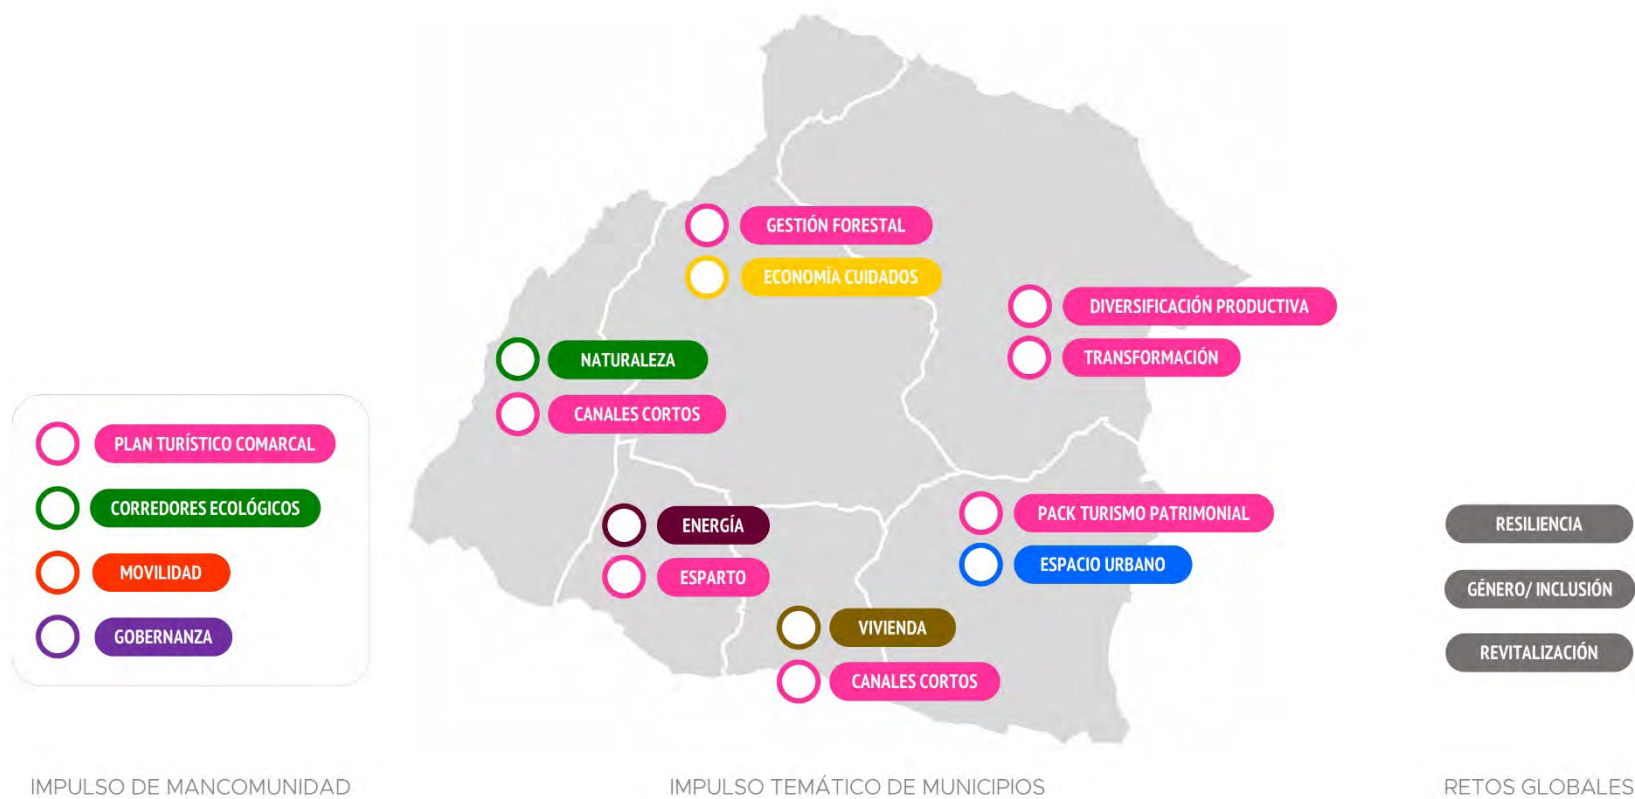 GESTIÓN FORESTAL
ECONOMÍA CUIDADOS
DIVERSIFICACIÓN PRODUCTIVA
TRANSFORMACIÓN
NATURALEZA
CANALES CORTOS
PLAN TURÍSTICO COMARCAL
CORREDORES ECOLÓGICOS
MOVILIDAD
GOBERNANZA
ENERGÍA
ESPARTO
PACK TURISMO PATRIMONIAL
ESPACIO URBANO
VIVIENDA
CANALES CORTOS
RESILIENCIA
GÉNERO/ INCLUSIÓN
REVITALIZACIÓN
IMPULSO DE MANCOMUNIDAD
IMPULSO TEMÁTICO DE MUNICIPIOS
RETOS GLOBALES